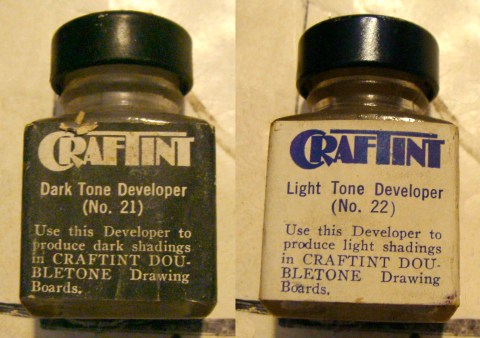 CRAFTINT
Dark Tone Developer
(No. 21)
Use this Developer to
produce dark shadings
in CRAFTINT DOU-
BLETONE Drawing
Boards.
CRAFTINT
Light Tone Developer
(No. 22)
Use this Developer to
produce light shadings
in CRAFTINT DOU-
BLETONE Drawing
Boards.